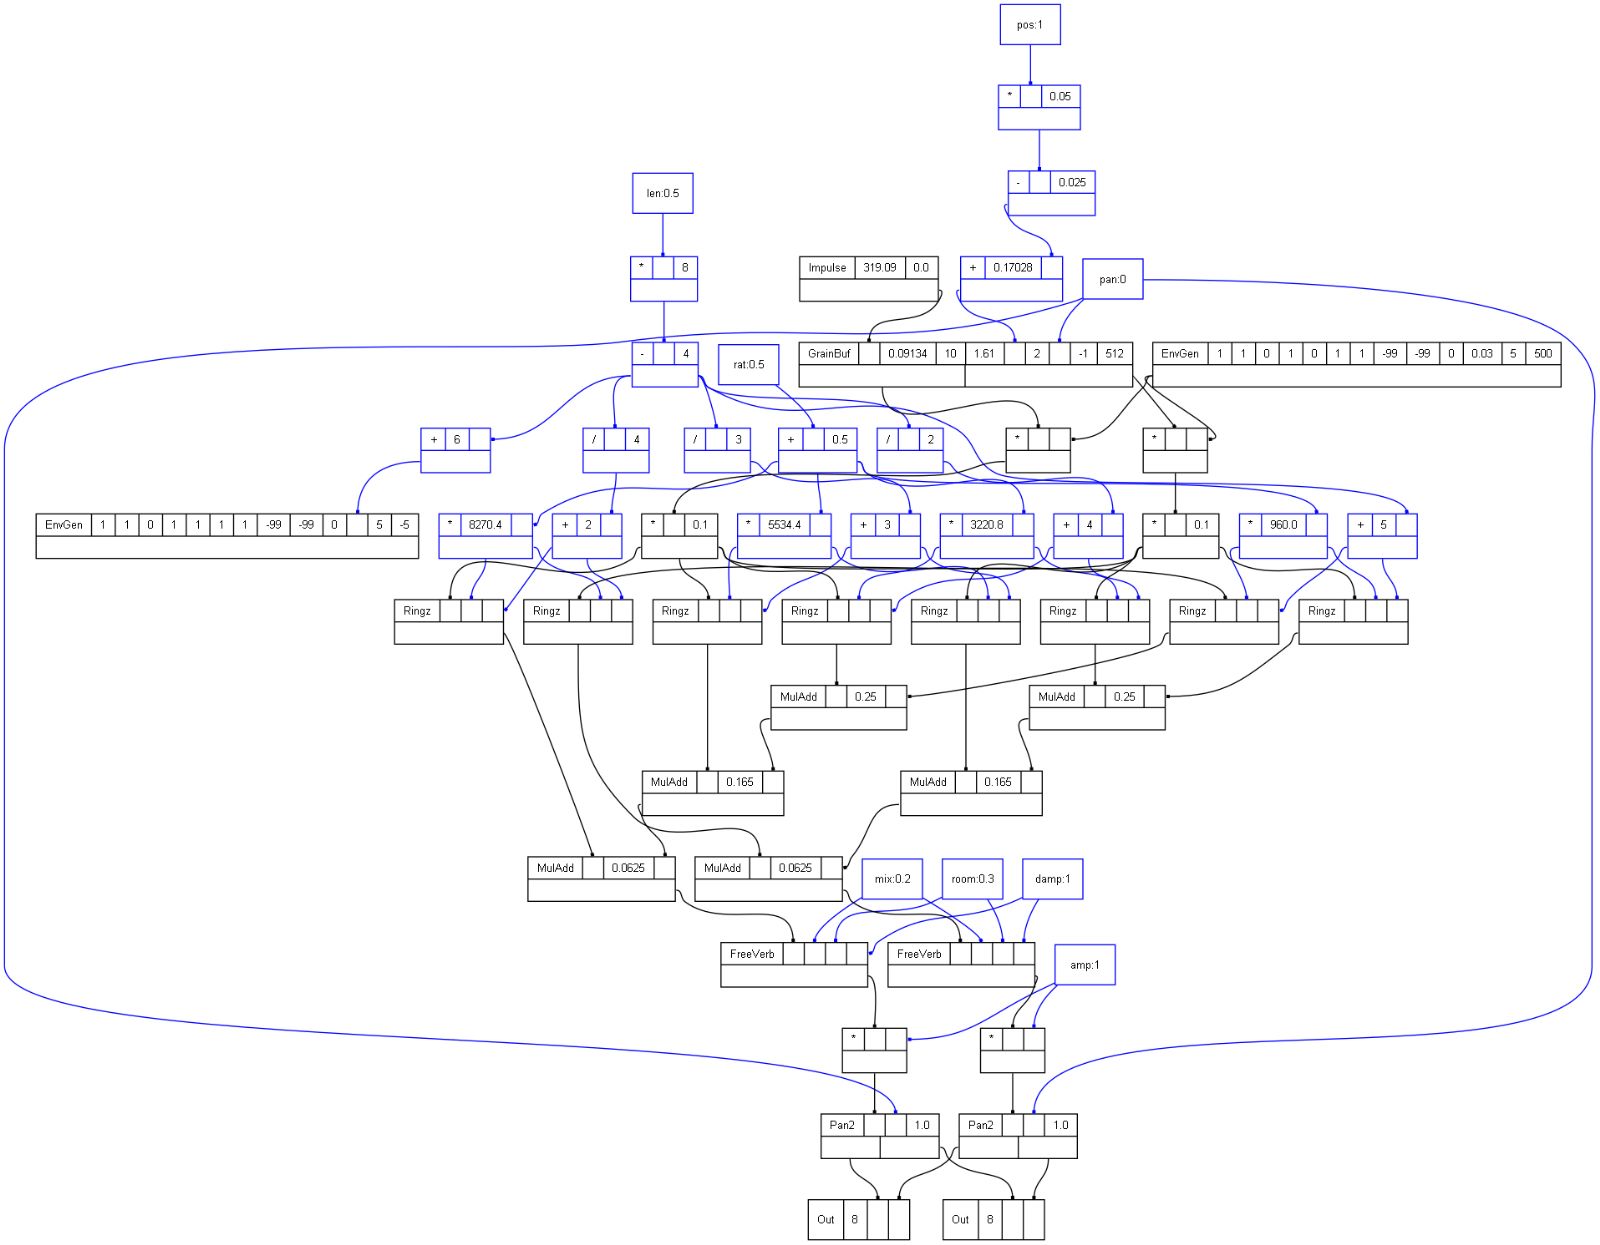 pos:1
* 0.05
- 0.025
len:0.5
* 8
Impulse 319.09 0.0
+ 0.17028
pan:0
- 4
rat:0.5
GrainBuf 0.09134 10 1.61 2 -1 512
EnvGen 1 1 0 1 0 1 1 -99 -99 0 0.03 5 500
+ 6
/ 4
/ 3
+ 0.5
/ 2
*
*
EnvGen 1 1 0 1 1 1 1 -99 -99 0 5 -5
* 8270.4
+ 2
* 0.1
* 5534.4
+ 3
* 3220.8
+ 4
* 0.1
* 960.0
+ 5
Ringz
Ringz
Ringz
Ringz
Ringz
Ringz
Ringz
Ringz
MulAdd 0.25
MulAdd 0.25
MulAdd 0.165
MulAdd 0.165
MulAdd 0.0625
MulAdd 0.0625
mix:0.2
room:0.3
damp:1
FreeVerb
FreeVerb
amp:1
*
*
Pan2 1.0
Pan2 1.0
Out 8
Out 8